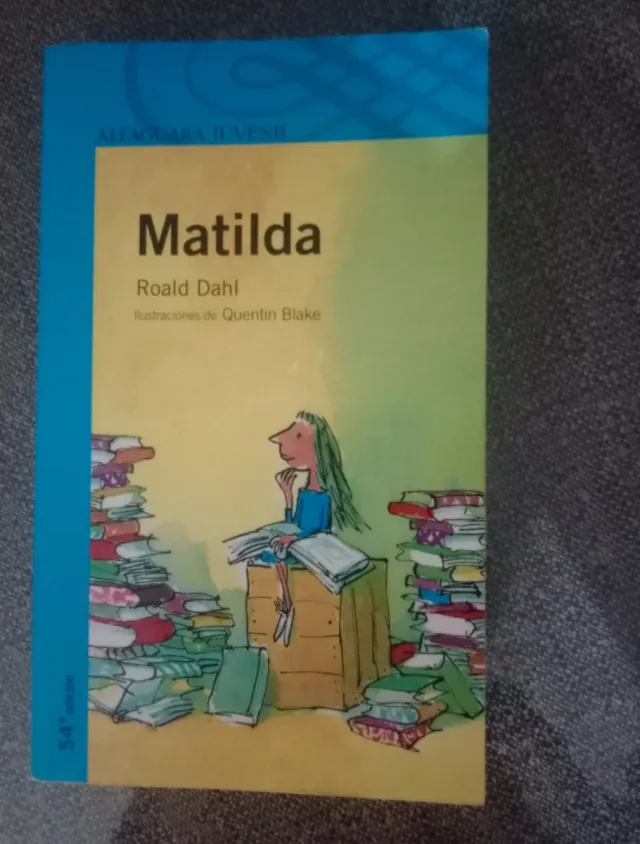 ALFAGUARA JUVENIL
Matilda
Roald Dahl
Ilustraciones de Quentin Blake
54ª edición